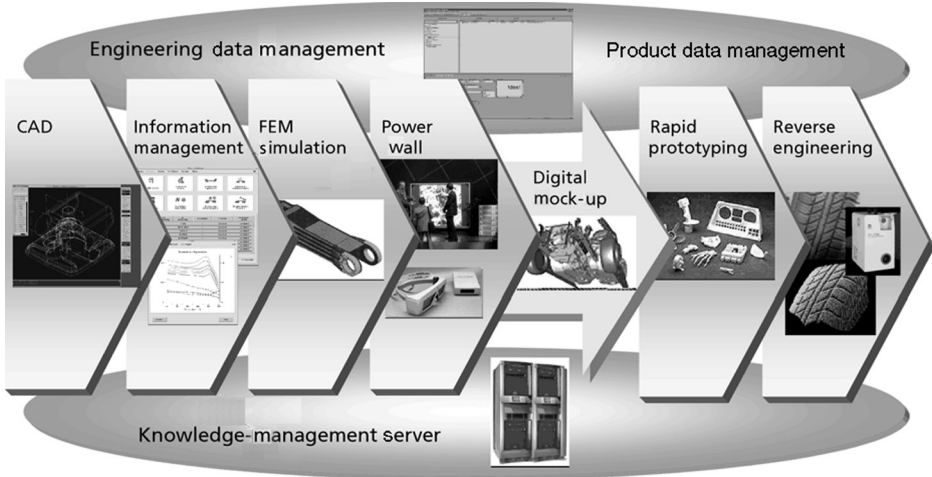 Engineering data management
Product data management
CAD
Information
management
FEM
simulation
Power
wall
Digital
mock-up
Rapid
prototyping
Reverse
engineering
Knowledge-management server